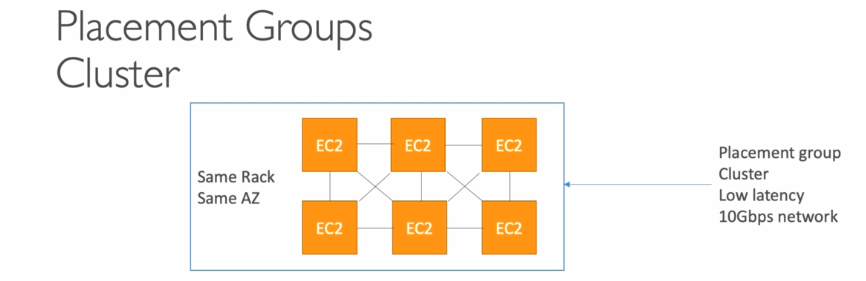 Placement Groups
Cluster
EC2 EC2 EC2
Same Rack
Same AZ
EC2 EC2 EC2
Placement group
Cluster
Low latency
10Gbps network